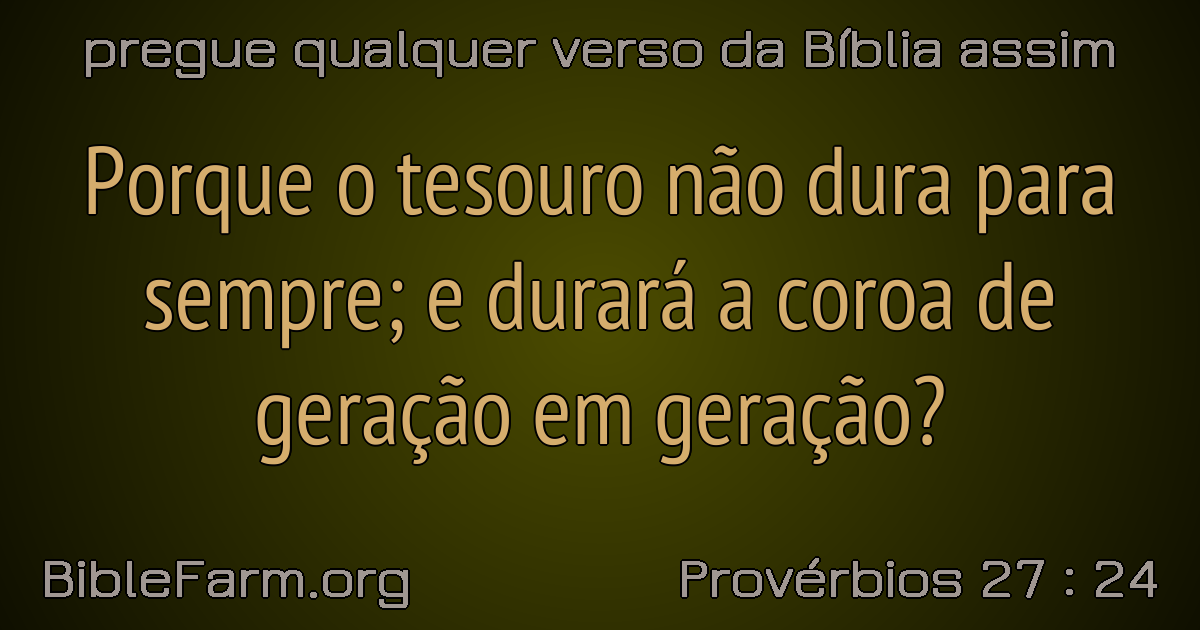 pregue qualquer verso da Bíblia assim
Porque o tesouro não dura para
sempre; e durará a coroa de
geração em geração?
BibleFarm.org
Provérbios 27 : 24